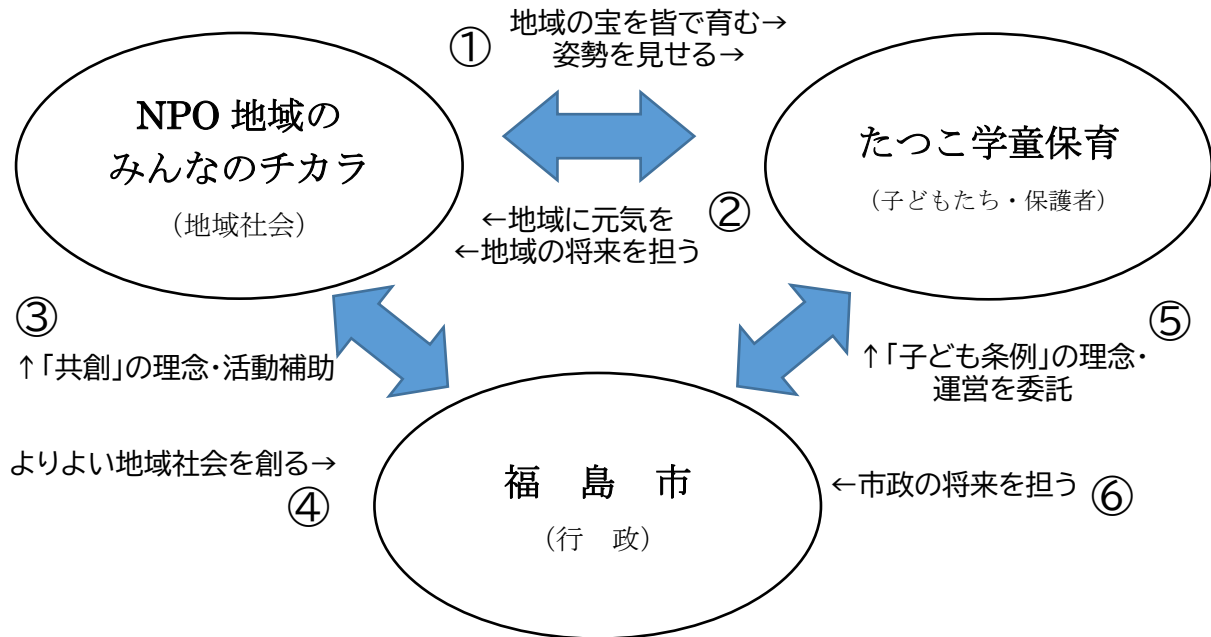 ①
地域の宝を皆で育む→
姿勢を見せる→
NPO 地域の
みんなのチカラ
（地域社会）
たつこ学童保育
（子どもたち・保護者）
←地域に元気を
←地域の将来を担う
②
③
↑「共創」の理念・活動補助
⑤
↑「子ども条例」の理念・
運営を委託
よりよい地域社会を創る→
④
福 島 市
（行 政）
←市政の将来を担う
⑥